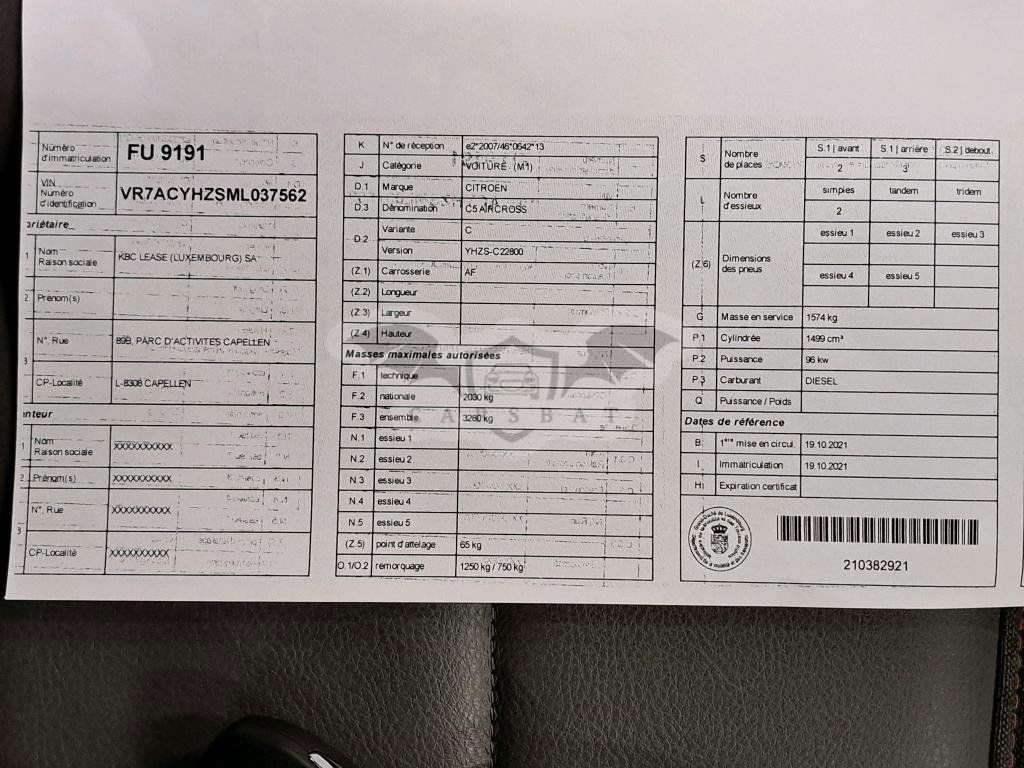 Numéro
d'immatriculation
FU 9191
VIN
Numéro
d'identification
VR7ACYHZSML037562
riétaire
1 Nom
Raison sociale
KBC LEASE (LUXEMBOURG) SA
2 Prénom(s)
3
N°, Rue
89B, PARC D'ACTIVITES CAPELLEN
CP-Localité
L-8308 CAPELLEN
nteur
1 Nom
Raison sociale
XXXXXXXXXX
2 Prénom(s)
XXXXXXXXXX
3
N°, Rue
XXXXXXXXXX
CP-Localité
XXXXXXXXXX
K N° de réception e2*2007/46*0642*13
J Catégorie VOITURE (M1)
D.1 Marque CITROEN
D.3 Dénomination C5 AIRCROSS
D.2 Variante C
Version YHZS-C22800
(Z.1) Carrosserie AF
(Z.2) Longueur
(Z.3) Largeur
(Z.4) Hauteur
Masses maximales autorisées
F.1 technique
F.2 nationale 2030 kg
F.3 ensemble 3280 kg
N.1 essieu 1
N.2 essieu 2
N.3 essieu 3
N.4 essieu 4
N.5 essieu 5
(Z.5) point d'attelage 65 kg
O.1/O.2 remorquage 1250 kg / 750 kg
CARSBAT
S Nombre
de places
S.1 | avant S.1 | arrière S.2 | debout
2 3
L Nombre
d'essieux
simples tandem tridem
2
(Z.6) Dimensions
des pneus
essieu 1 essieu 2 essieu 3
essieu 4 essieu 5
G Masse en service 1574 kg
P.1 Cylindrée 1499 cm³
P.2 Puissance 96 kw
P.3 Carburant DIESEL
Q Puissance / Poids
Dates de référence
B 1ère mise en circul. 19.10.2021
I Immatriculation 19.10.2021
H Expiration certificat
210382921